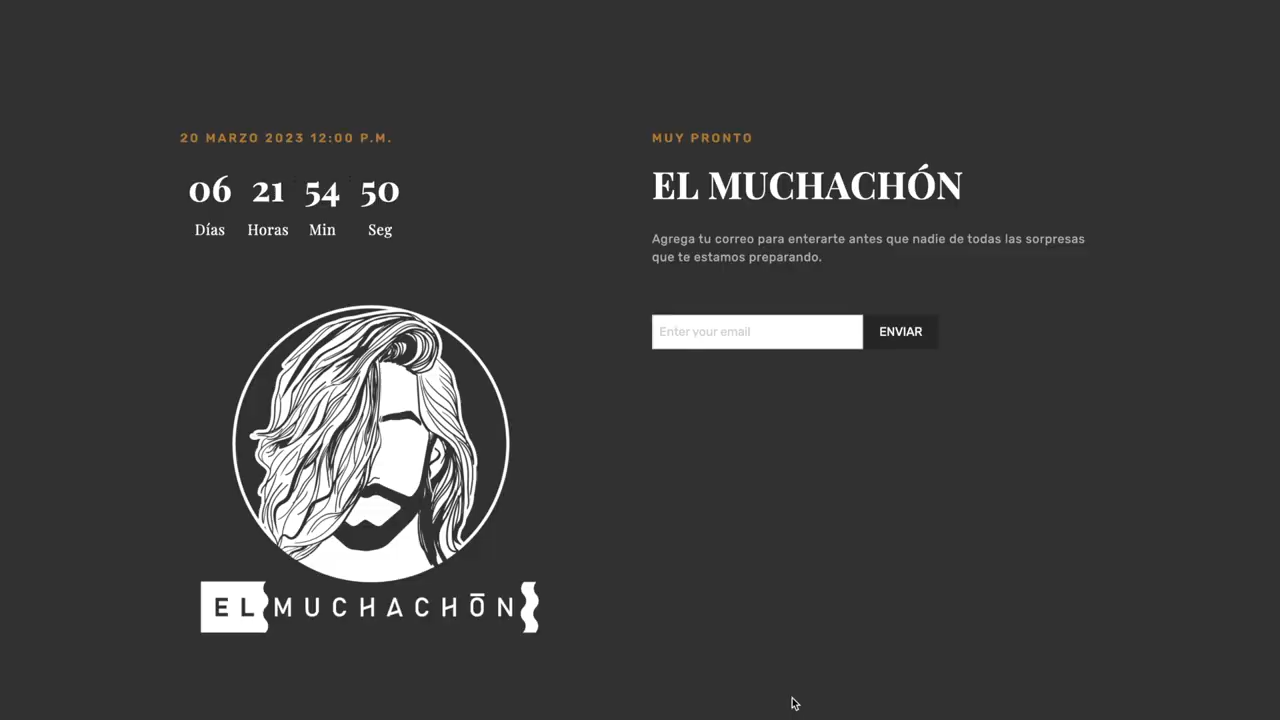 20 MARZO 2023 12:00 P.M.
06 21 54 50
Días Horas Min Seg
EL MUCHACHŌN
MUY PRONTO
EL MUCHACHÓN
Agrega tu correo para enterarte antes que nadie de todas las sorpresas
que te estamos preparando.
Enter your email
ENVIAR